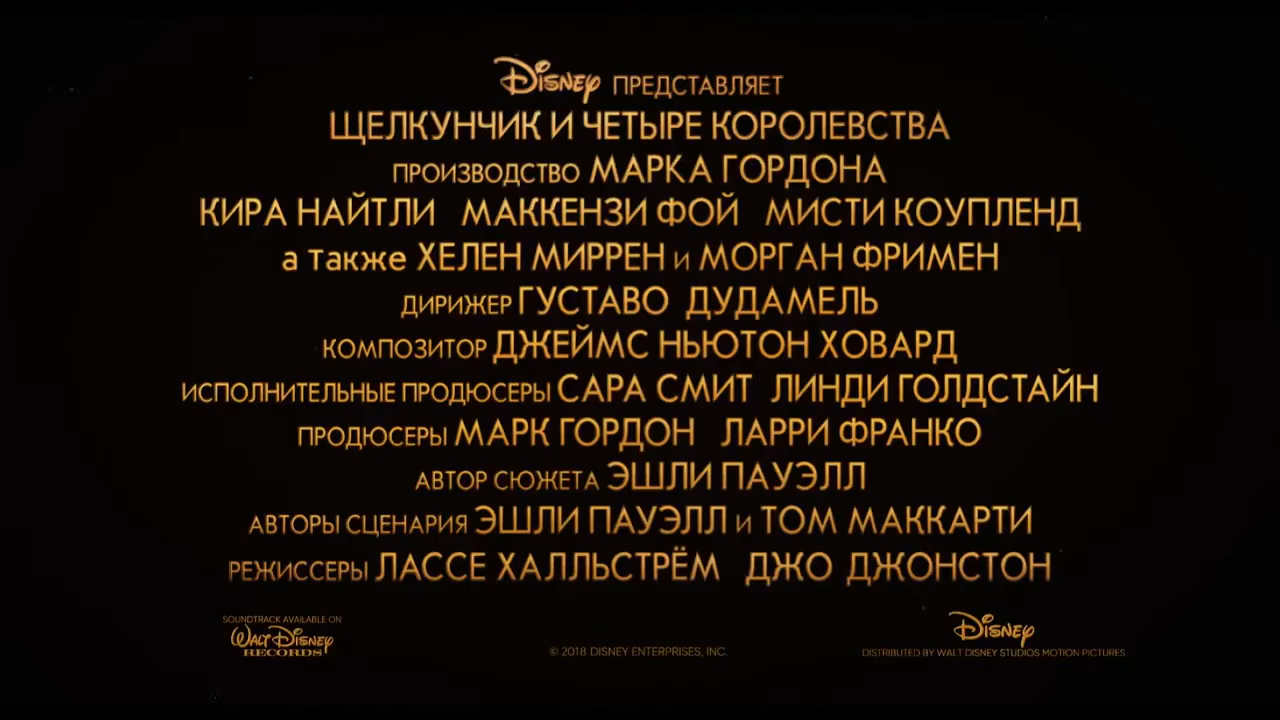 Disney ПРЕДСТАВЛЯЕТ
ЩЕЛКУНЧИК И ЧЕТЫРЕ КОРОЛЕВСТВА
ПРОИЗВОДСТВО МАРКА ГОРДОНА
КИРА НАЙТЛИ МАККЕНЗИ ФОЙ МИСТИ КОУПЛЕНД
а также ХЕЛЕН МИРРЕН и МОРГАН ФРИМЕН
ДИРИЖЕР ГУСТАВО ДУДАМЕЛЬ
КОМПОЗИТОР ДЖЕЙМС НЬЮТОН ХОВАРД
ИСПОЛНИТЕЛЬНЫЕ ПРОДЮСЕРЫ САРА СМИТ ЛИНДИ ГОЛДСТАЙН
ПРОДЮСЕРЫ МАРК ГОРДОН ЛАРРИ ФРАНКО
АВТОР СЮЖЕТА ЭШЛИ ПАУЭЛЛ
АВТОРЫ СЦЕНАРИЯ ЭШЛИ ПАУЭЛЛ и ТОМ МАККАРТИ
РЕЖИССЕРЫ ЛАССЕ ХАЛЛЬСТРЁМ ДЖО ДЖОНСТОН
SOUNDTRACK AVAILABLE ON
WALT DISNEY
RECORDS
© 2018 DISNEY ENTERPRISES, INC.
Disney
DISTRIBUTED BY WALT DISNEY STUDIOS MOTION PICTURES